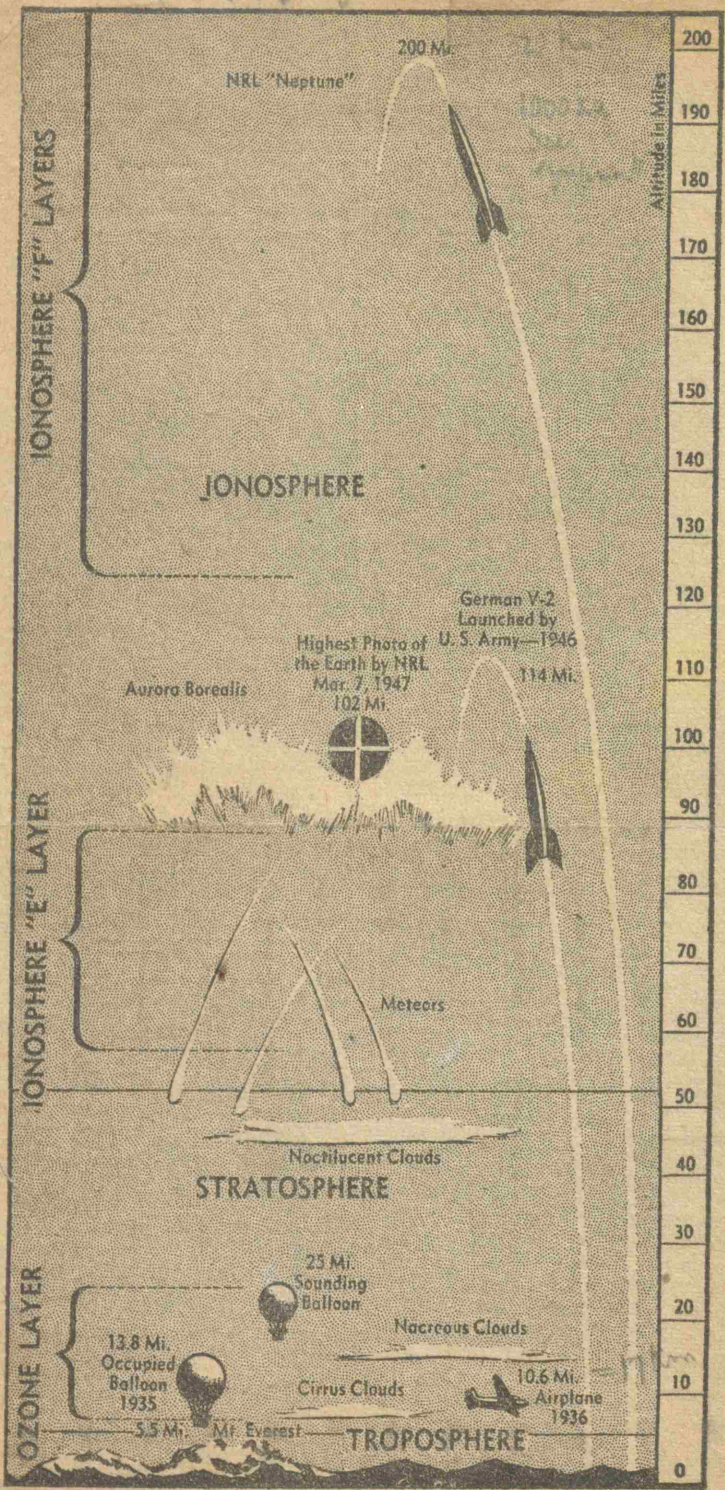 200 Mi.
NRL "Neptune"
IONOSPHERE "F" LAYERS
IONOSPHERE
German V-2
Launched by
U. S. Army—1946
114 Mi.
Highest Photo of
the Earth by NRL
Mar. 7, 1947
102 Mi.
Aurora Borealis
IONOSPHERE "E" LAYER
Meteors
Noctilucent Clouds
STRATOSPHERE
OZONE LAYER
25 Mi.
Sounding
Balloon
13.8 Mi.
Occupied
Balloon
1935
Nacreous Clouds
Cirrus Clouds
10.6 Mi.
Airplane
1936
5.5 Mi. Mt. Everest
TROPOSPHERE
Altitude in Miles
200
190
180
170
160
150
140
130
120
110
100
90
80
70
60
50
40
30
20
10
0